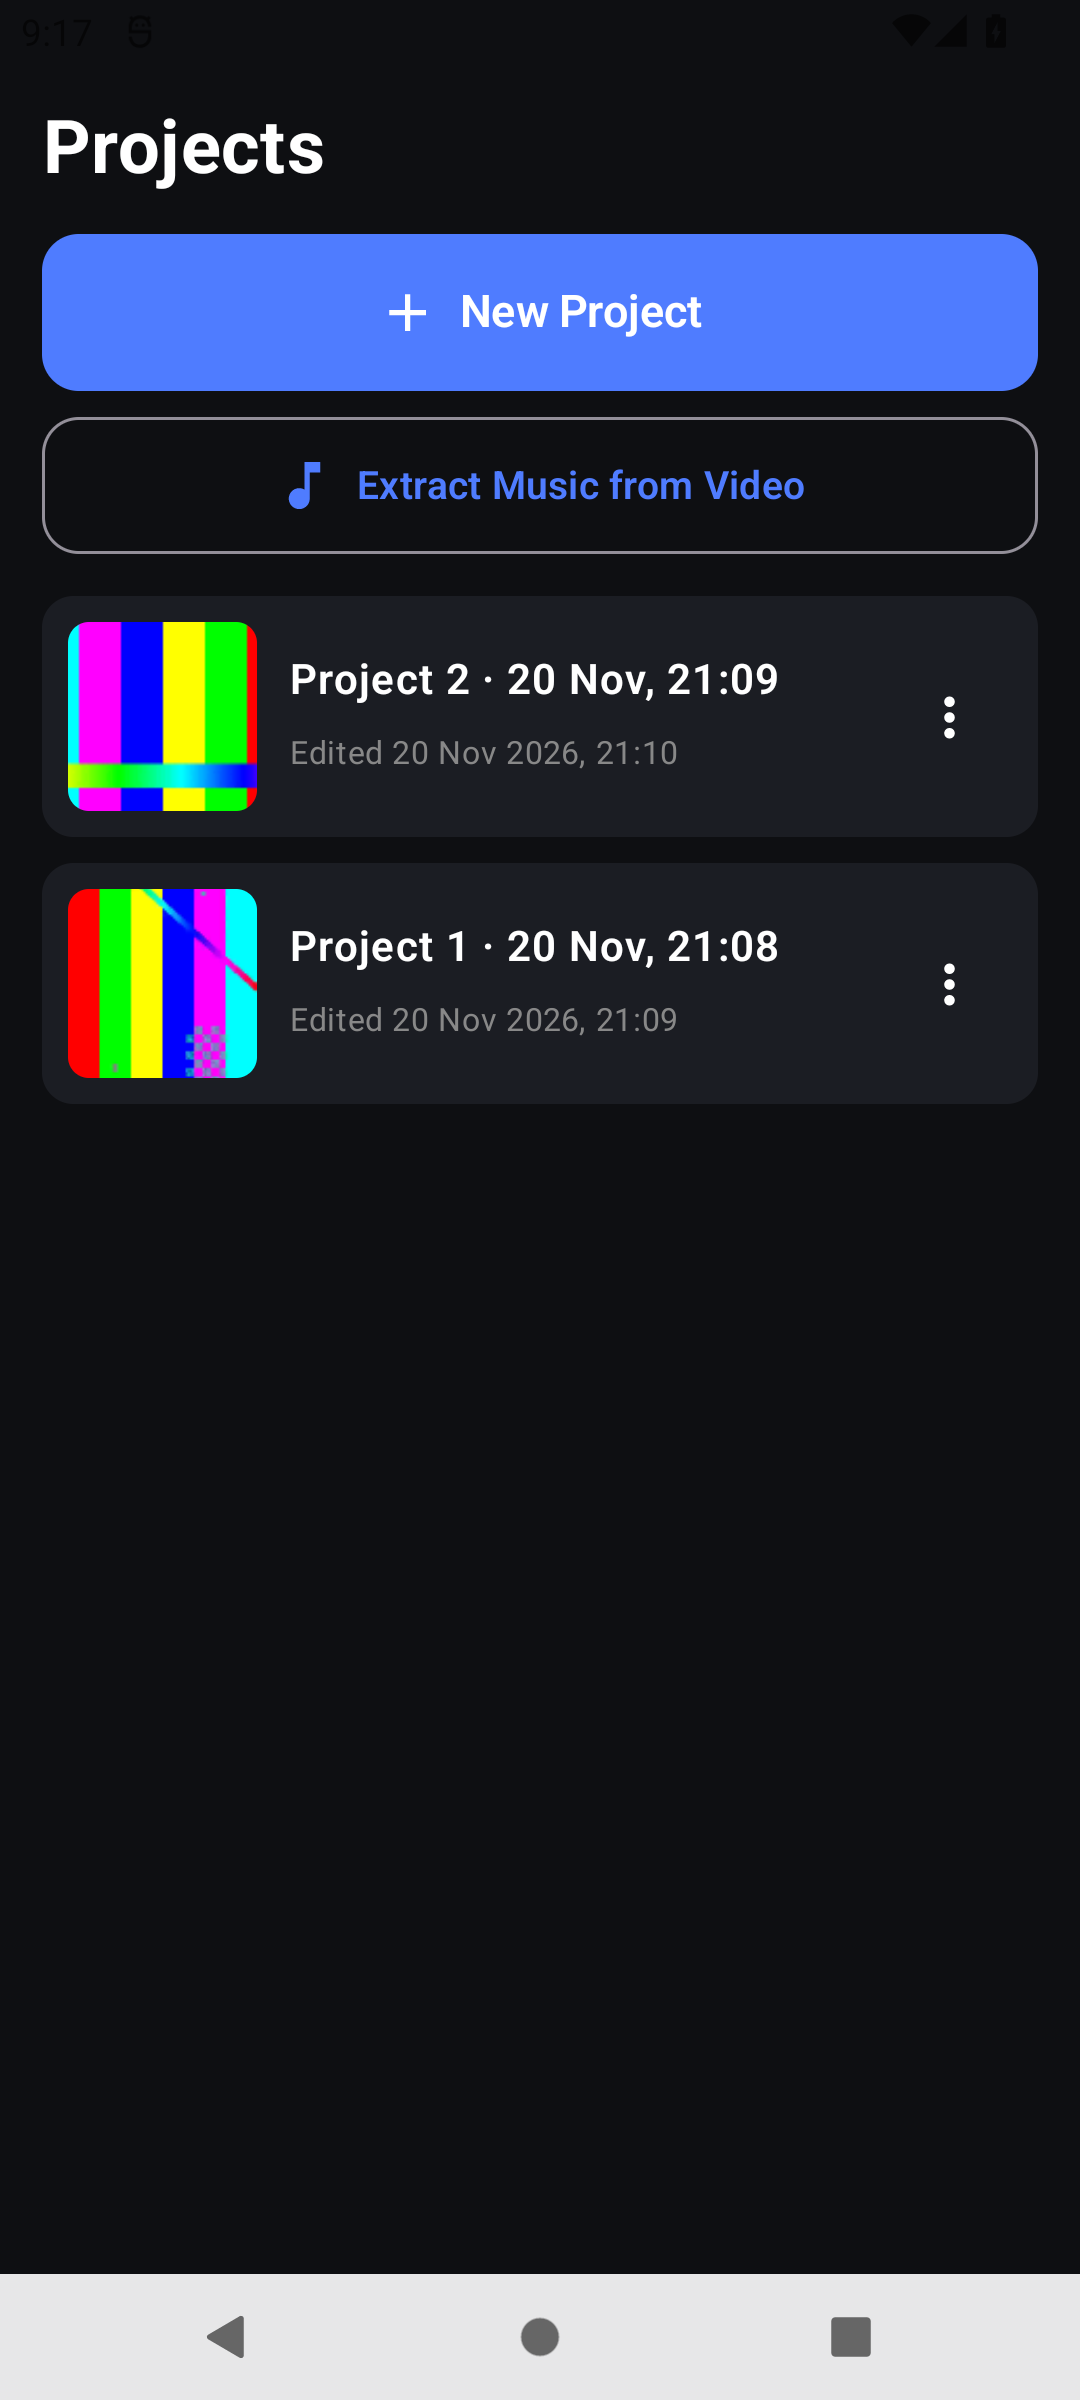 9:17
Projects
New Project
Extract Music from Video
Project 2 · 20 Nov, 21:09
Edited 20 Nov 2026, 21:10
Project 1 · 20 Nov, 21:08
Edited 20 Nov 2026, 21:09